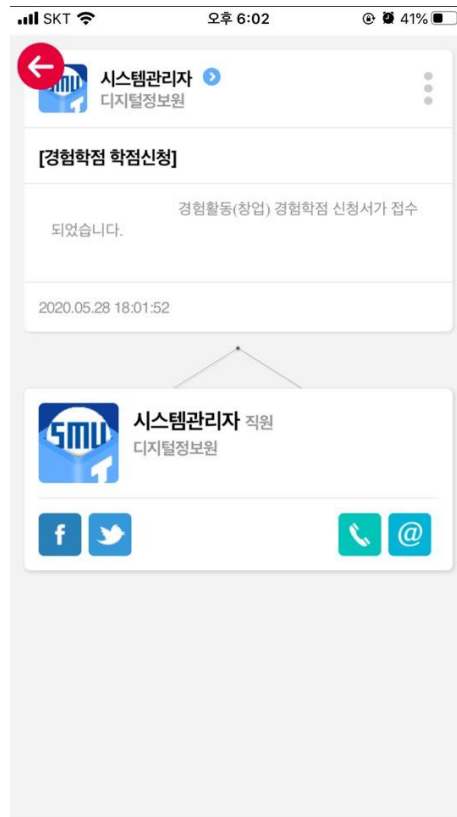 SKT 오후 6:02 41%
시스템관리자
디지털정보원
[경험학점 학점신청]
경험활동(창업) 경험학점 신청서가 접수
되었습니다.
2020.05.28 18:01:52
SMU
T
시스템관리자 직원
디지털정보원
f @